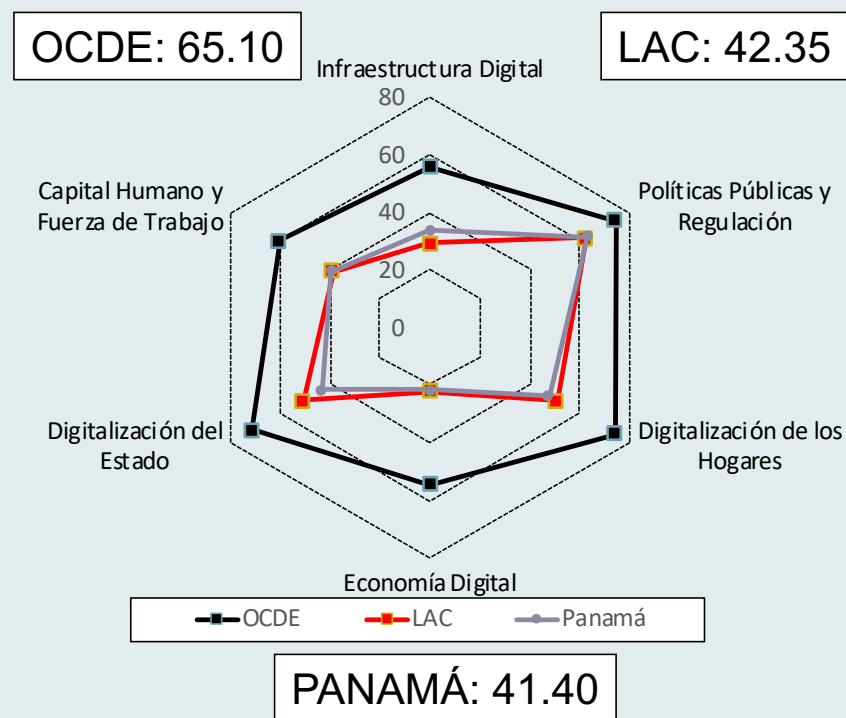 OCDE: 65.10
LAC: 42.35
Infraestructura Digital
80
60
40
20
0
Capital Humano y
Fuerza de Trabajo
Políticas Públicas y
Regulación
Digitalización del
Estado
Digitalización de los
Hogares
Economía Digital
OCDE
LAC
Panamá
PANAMÁ: 41.40